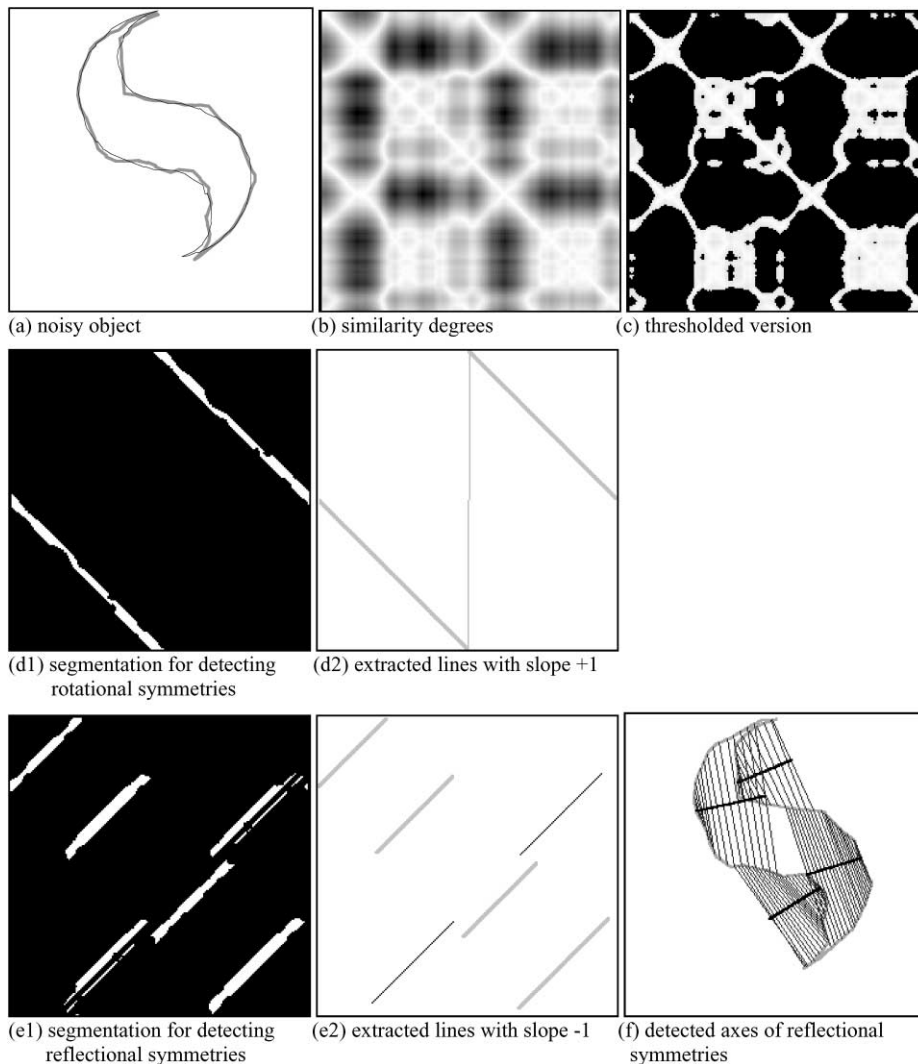 (a) noisy object
(b) similarity degrees
(c) thresholded version
(d1) segmentation for detecting
rotational symmetries
(d2) extracted lines with slope +1
(e1) segmentation for detecting
reflectional symmetries
(e2) extracted lines with slope -1
(f) detected axes of reflectional
symmetries